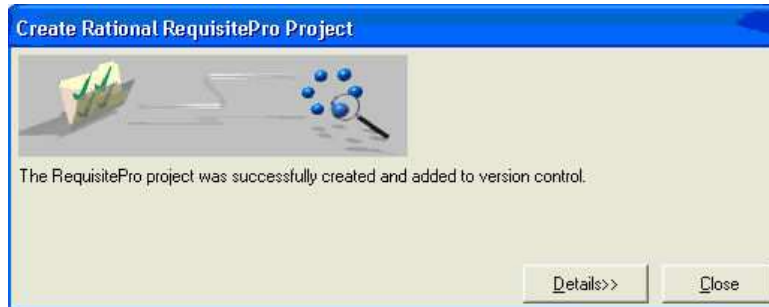 Create Rational RequisitePro Project
The RequisitePro project was successfully created and added to version control.
Details>>
Close